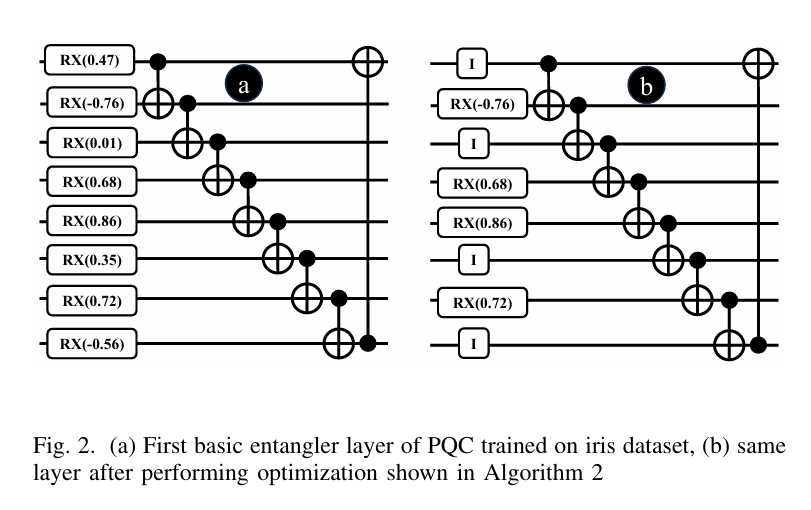 RX(0.47)
RX(-0.76)
RX(0.01)
RX(0.68)
RX(0.86)
RX(0.35)
RX(0.72)
RX(-0.56)
a
I
RX(-0.76)
I
RX(0.68)
RX(0.86)
I
RX(0.72)
I
b
Fig. 2. (a) First basic entangler layer of PQC trained on iris dataset, (b) same
layer after performing optimization shown in Algorithm 2